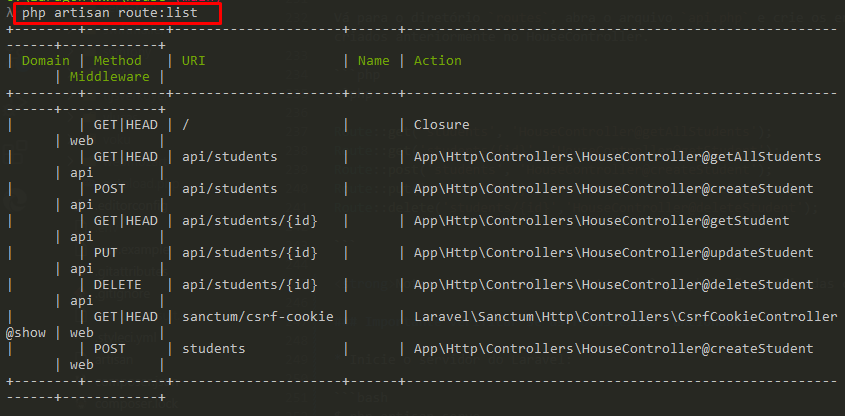 λ php artisan route:list
+--------+----------+---------------------+------+------------------------------------------------------
------+------------+
| Domain | Method   | URI                 | Name | Action
      | Middleware |
+--------+----------+---------------------+------+------------------------------------------------------
------+------------+
|        | GET|HEAD | /                   |      | Closure
      | web        |
|        | GET|HEAD | api/students        |      | App\Http\Controllers\HouseController@getAllStudents
      | api        |
|        | POST     | api/students        |      | App\Http\Controllers\HouseController@createStudent
      | api        |
|        | GET|HEAD | api/students/{id}   |      | App\Http\Controllers\HouseController@getStudent
      | api        |
|        | PUT      | api/students/{id}   |      | App\Http\Controllers\HouseController@updateStudent
      | api        |
|        | DELETE   | api/students/{id}   |      | App\Http\Controllers\HouseController@deleteStudent
      | api        |
|        | GET|HEAD | sanctum/csrf-cookie |      | Laravel\Sanctum\Http\Controllers\CsrfCookieController
@show | web        |
|        | POST     | students            |      | App\Http\Controllers\HouseController@createStudent
      | web        |
+--------+----------+---------------------+------+------------------------------------------------------
------+------------+